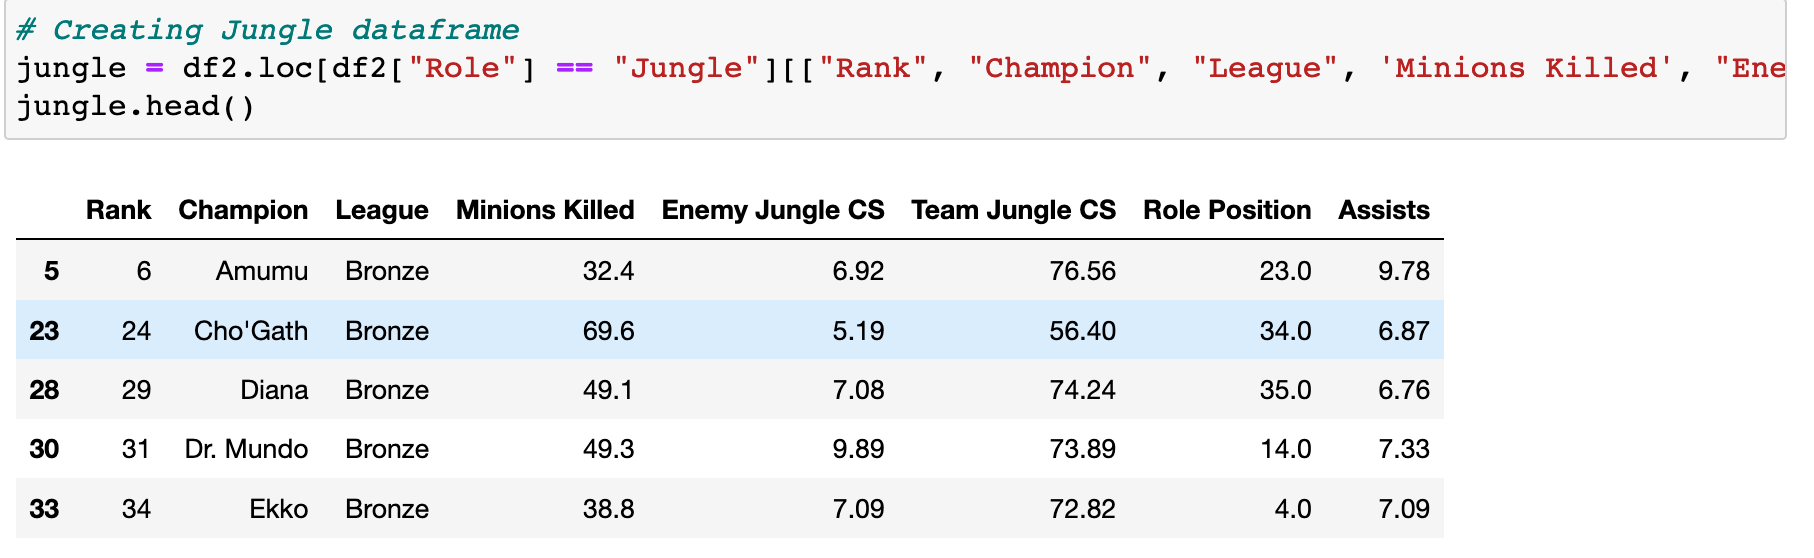 # Creating Jungle dataframe
jungle = df2.loc[df2["Role"] == "Jungle"][["Rank", "Champion", "League", 'Minions Killed', "Ene
jungle.head()
Rank Champion League Minions Killed Enemy Jungle CS Team Jungle CS Role Position Assists
5 6 Amumu Bronze 32.4 6.92 76.56 23.0 9.78
23 24 Cho'Gath Bronze 69.6 5.19 56.40 34.0 6.87
28 29 Diana Bronze 49.1 7.08 74.24 35.0 6.76
30 31 Dr. Mundo Bronze 49.3 9.89 73.89 14.0 7.33
33 34 Ekko Bronze 38.8 7.09 72.82 4.0 7.09